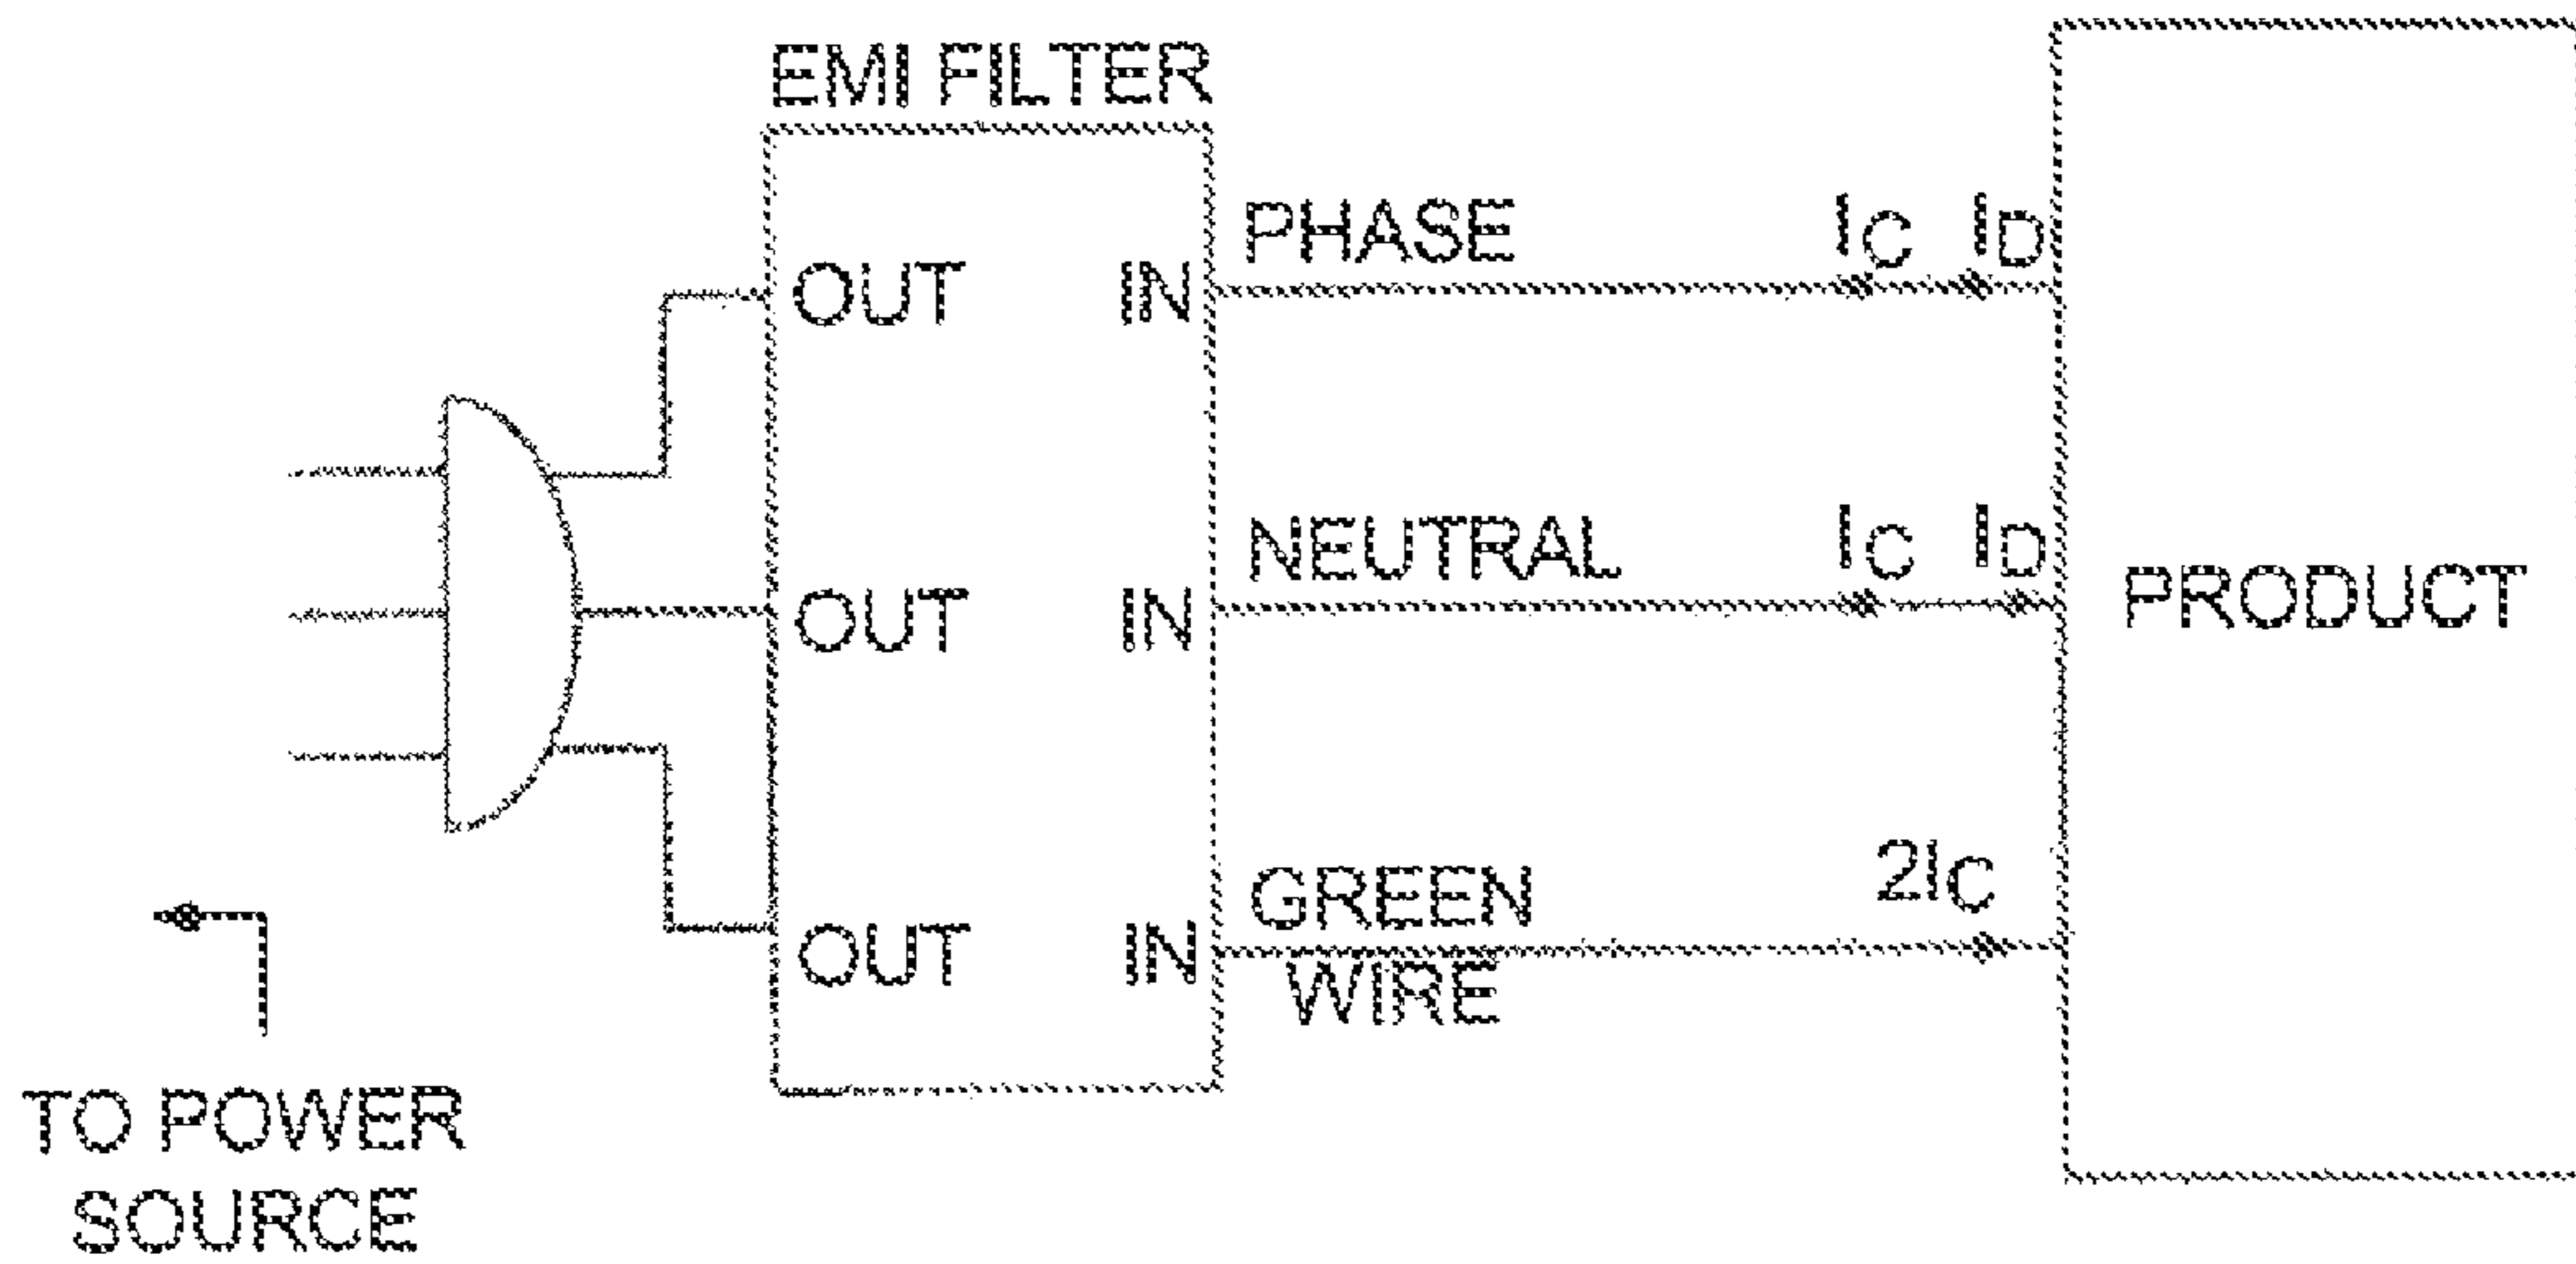 EMI FILTER
PHASE
IC ID
OUT IN
NEUTRAL
IC ID
OUT IN
PRODUCT
GREEN
WIRE
2IC
OUT IN
TO POWER
SOURCE